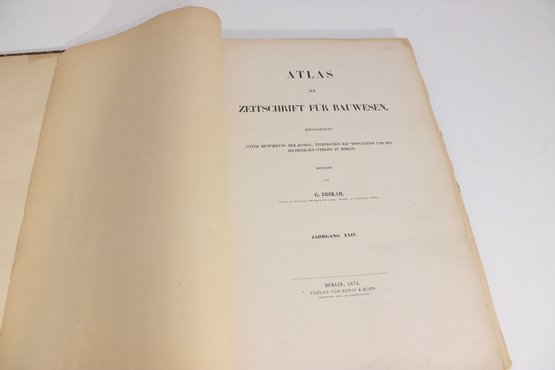 ATLAS
ZUR
ZEITSCHRIFT FÜR BAUWESEN.
HERAUSGEGEBEN
UNTER MITWIRKUNG DER KÖNIGL. TECHNISCHEN BAU-DEPUTATION UND DES
ARCHITEKTEN-VEREINS ZU BERLIN.
REDIGIRT
VON
G. ERBKAM,
JAHRGANG XXIV.
BERLIN, 1874.
VERLAG VON ERNST & KORN.